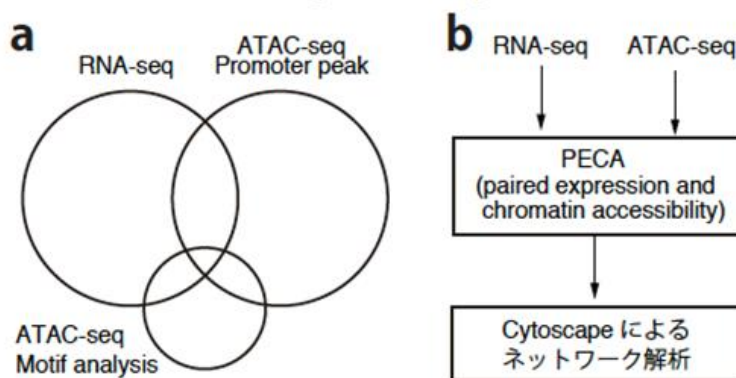 a
RNA-seq
ATAC-seq
Promoter peak
ATAC-seq
Motif analysis
b
RNA-seq
ATAC-seq
PECA
(paired expression and
chromatin accessibility)
Cytoscape による
ネットワーク解析